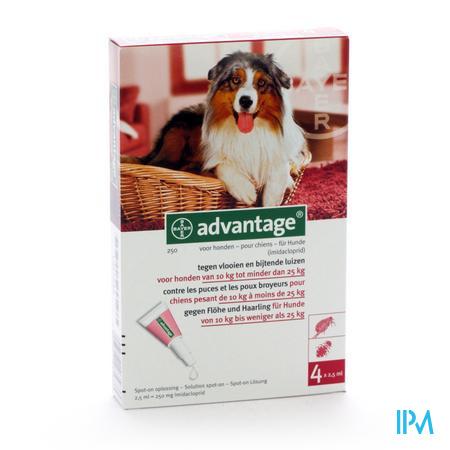 BAYER
BAYER
BAYER
advantage®
250
voor honden – pour chiens – für Hunde
(imidacloprid)
tegen vlooien en bijtende luizen
voor honden van 10 kg tot minder dan 25 kg
contre les puces et les poux broyeurs pour
chiens pesant de 10 kg à moins de 25 kg
gegen Flöhe und Haarling für Hunde
von 10 kg bis weniger als 25 kg
advantage
4 x 2,5 ml
Spot-on oplossing – Solution spot-on – Spot-on Lösung
2,5 ml = 250 mg imidacloprid
advantage
IPM